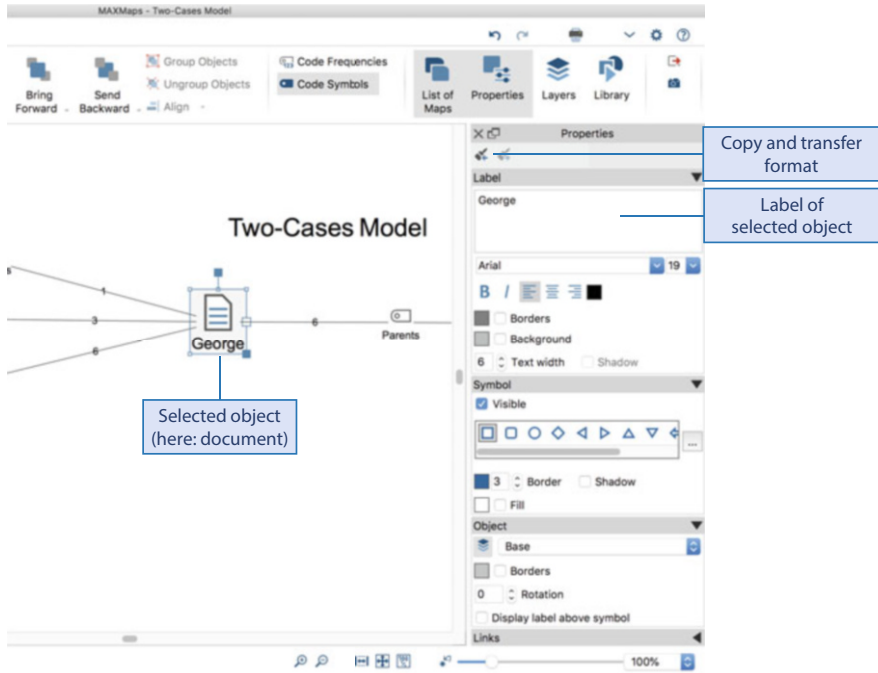 MAXMaps - Two-Cases Model
Group Objects
Ungroup Objects
Align
Bring
Forward
Send
Backward
Code Frequencies
Code Symbols
List of
Maps
Properties
Layers
Library
Properties
Copy and transfer
format
Label
George
Label of
selected object
Two-Cases Model
Arial
19
B I
Borders
Background
6 Text width Shadow
1
3
6
George
6
Parents
Selected object
(here: document)
Symbol
Visible
...
3 Border Shadow
Fill
Object
Base
Borders
0 Rotation
Display label above symbol
Links
100%